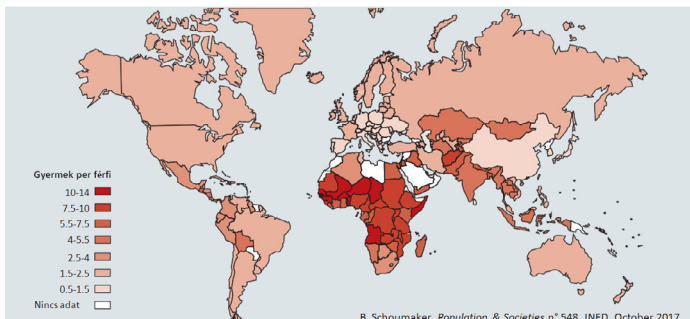 Gyermek per férfi
10-14
7.5-10
5.5-7.5
4-5.5
2.5-4
1.5-2.5
0.5-1.5
Nincs adat
B. Schoumaker, Population & Societies n° 548, INED, October 2017